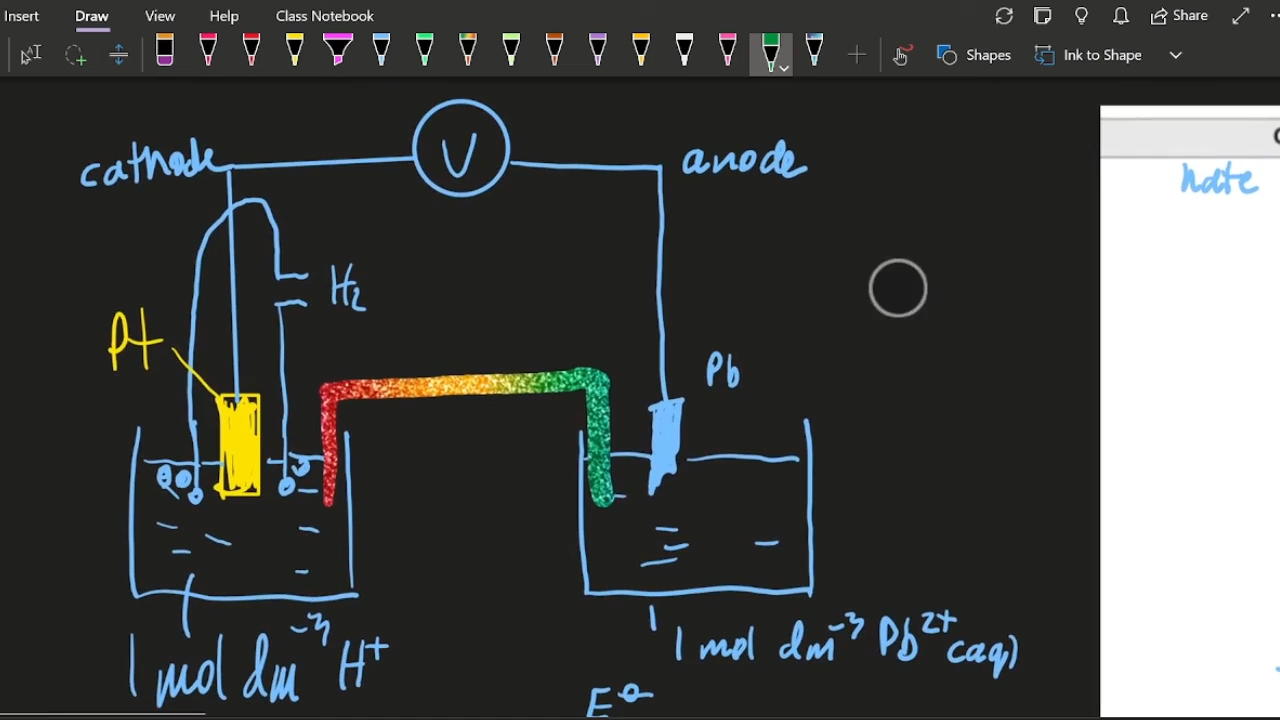 Insert Draw View Help Class Notebook Share
Shapes Ink to Shape
cathode V anode
note
H₂
Pt
Pb
1 mol dm⁻³ H⁺
1 mol dm⁻³ Pb²⁺ (aq)
E⦵